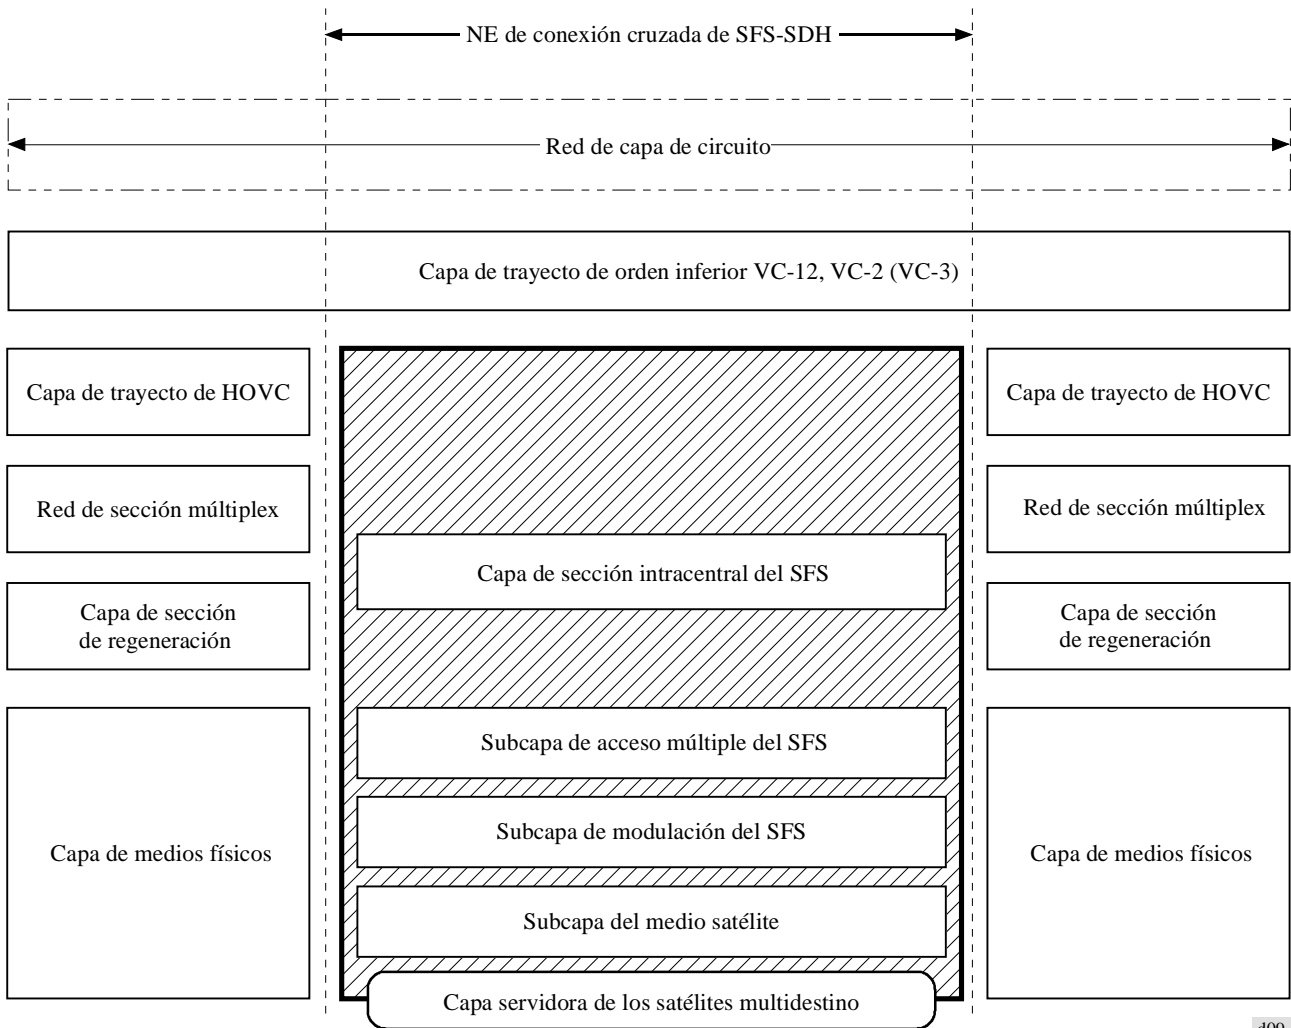 NE de conexión cruzada de SFS-SDH
Red de capa de circuito
Capa de trayecto de orden inferior VC-12, VC-2 (VC-3)
Capa de trayecto de HOVC
Capa de trayecto de HOVC
Red de sección múltiplex
Red de sección múltiplex
Capa de sección intracentral del SFS
Capa de sección
de regeneración
Capa de sección
de regeneración
Subcapa de acceso múltiple del SFS
Subcapa de modulación del SFS
Capa de medios físicos
Capa de medios físicos
Subcapa del medio satélite
Capa servidora de los satélites multidestino
d09